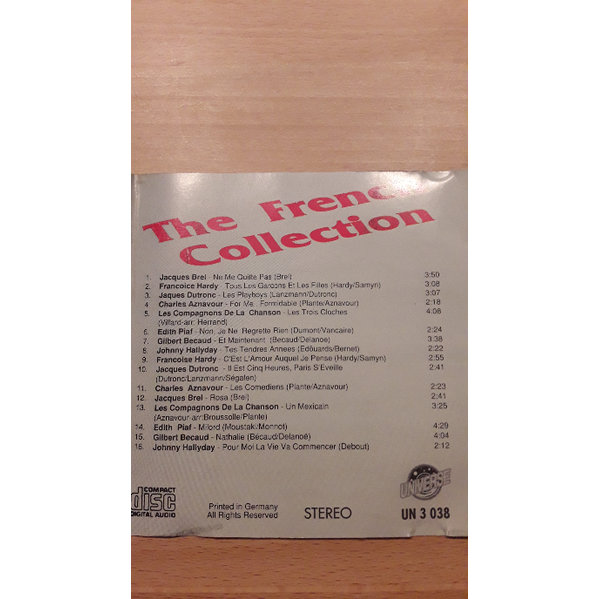 The French
Collection
1. Jacques Brel - Ne Me Quitte Pas (Brel) 3:50
2. Francoice Hardy - Tous Les Garcons Et Les Filles (Hardy/Samyn) 3:08
3. Jaques Dutronc - Les Playboys (Lanzmann/Dutronc) 3:07
4. Charles Aznavour - For Me - Formidable (Plante/Aznavour) 2:18
5. Les Compagnons De La Chanson - Les Trois Cloches 4:08
(Villard-arr: Herrand)
6. Edith Piaf - Non, Je Ne Regrette Rien (Dumont/Vancaire) 2:24
7. Gilbert Becaud - Et Maintenant (Becaud/Delanoe) 3:38
8. Johnny Hallyday - Tes Tendres Annees (Edouards/Bernet) 2:22
9. Francoise Hardy - C'Est L'Amour Auquel Je Pense (Hardy/Samyn) 2:55
10. Jacques Dutronc - Il Est Cinq Heures, Paris S'Eveille 2:41
(Dutronc/Lanzmann/Ségafen)
11. Charles Aznavour - Les Comediens (Plante/Aznavour) 2:23
12. Jacques Brel - Rosa (Brel) 2:41
13. Les Compagnons De La Chanson - Un Mexicain 3:25
(Aznavour-arr:Broussolle/Plante)
14. Edith Piaf - Milord (Moustaki/Monnot) 4:29
15. Gilbert Becaud - Nathalie (Bécaud/Delanoé) 4:04
16. Johnny Hallyday - Pour Moi La Vie Va Commencer (Debout) 2:12
COMPACT
disc
DIGITAL AUDIO
Printed in Germany
All Rights Reserved
STEREO
UNIVERSE
UN 3 038